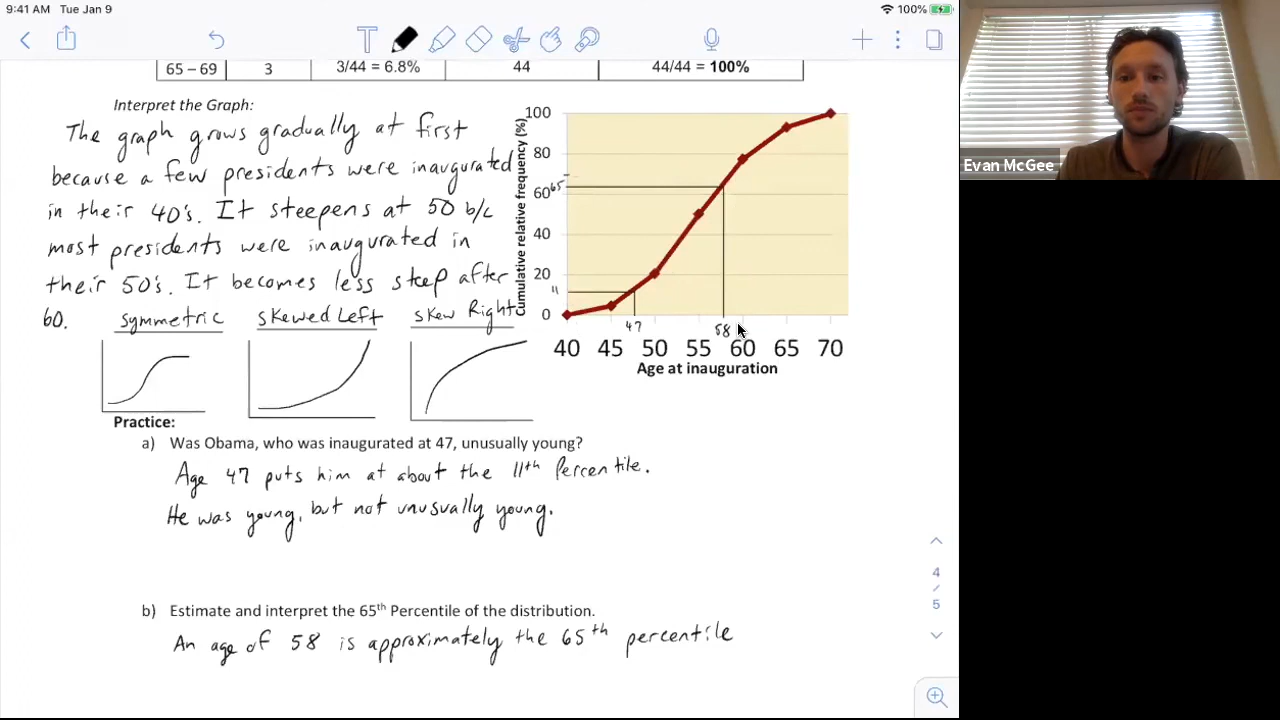 9:41 AM Tue Jan 9
100%
65 – 69 3 3/44 = 6.8% 44 44/44 = 100%
Interpret the Graph:
The graph grows gradually at first
because a few presidents were inaugurated
in their 40's. It steepens at 50 b/c
most presidents were inaugurated in
their 50's. It becomes less steep after
60.
symmetric skewed Left skew Right
Cumulative relative frequency (%)
100
80
65
60
40
20
11
0
47 58
40 45 50 55 60 65 70
Age at inauguration
Practice:
a) Was Obama, who was inaugurated at 47, unusually young?
Age 47 puts him at about the 11th Percentile.
He was young, but not unusually young.
b) Estimate and interpret the 65th Percentile of the distribution.
An age of 58 is approximately the 65th percentile
4
/
5
Evan McGee